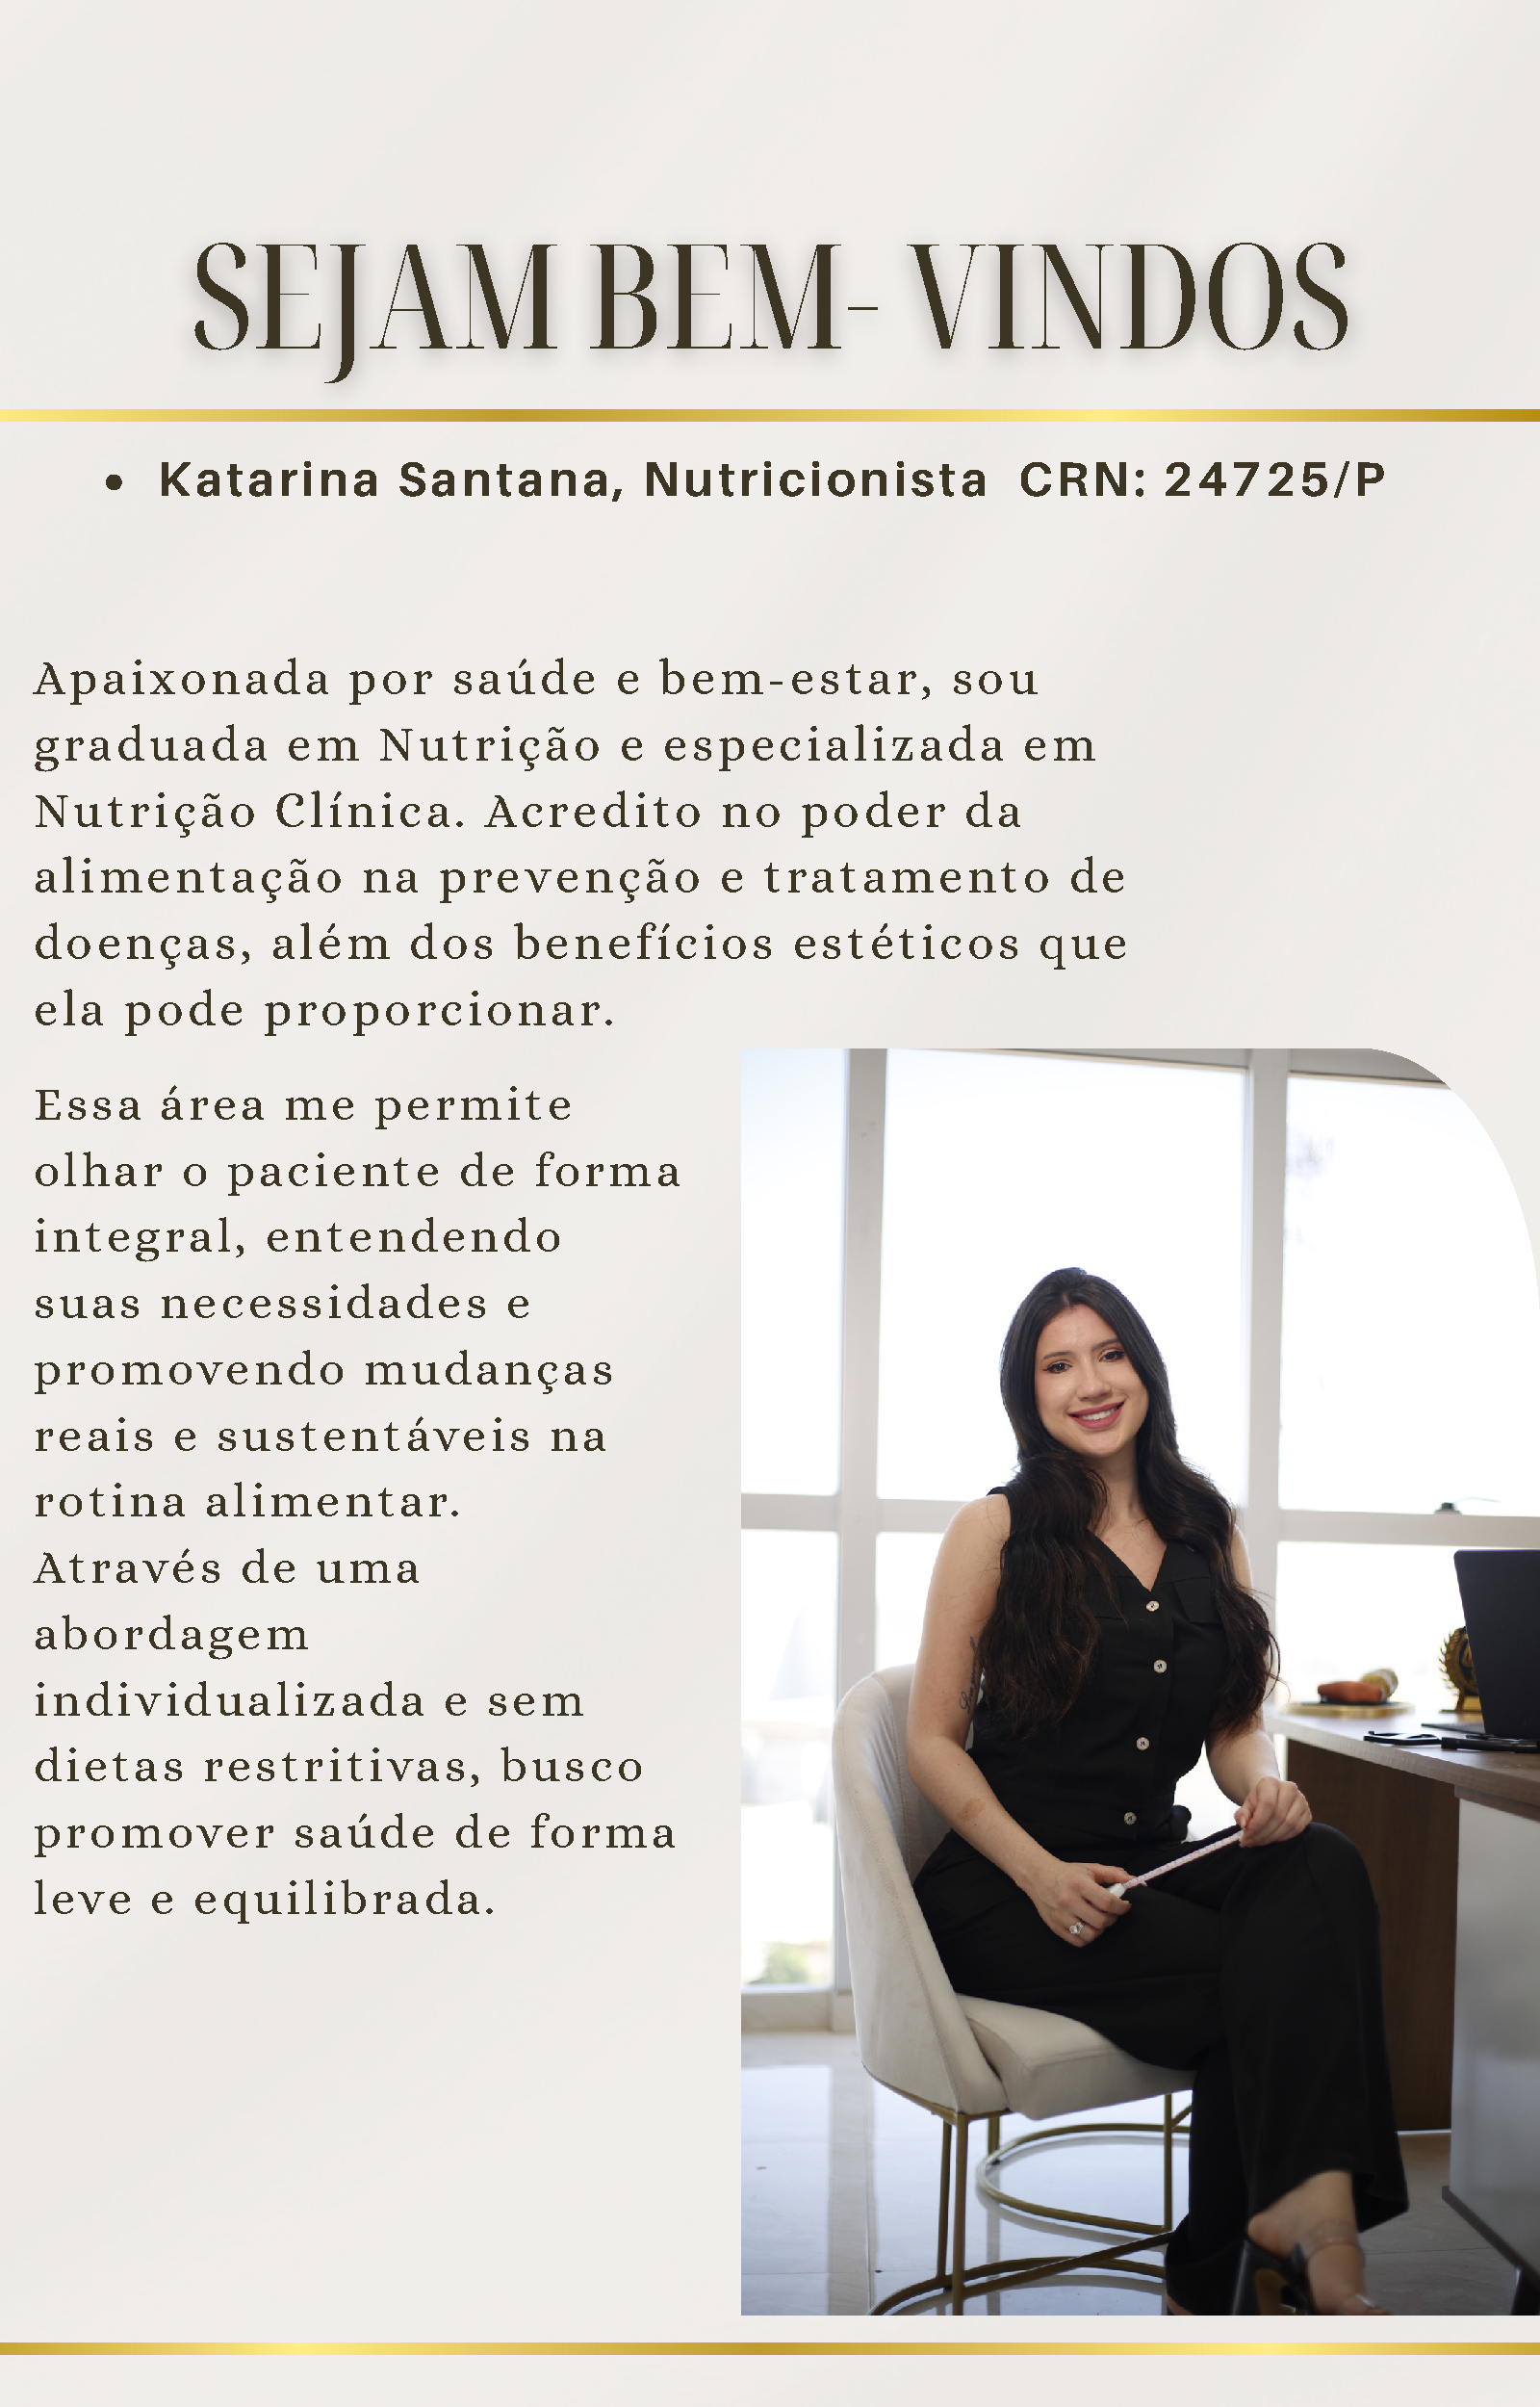 SEJAM BEM- VINDOS
• Katarina Santana, Nutricionista CRN: 24725/P
Apaixonada por saúde e bem-estar, sou
graduada em Nutrição e especializada em
Nutrição Clínica. Acredito no poder da
alimentação na prevenção e tratamento de
doenças, além dos benefícios estéticos que
ela pode proporcionar.
Essa área me permite
olhar o paciente de forma
integral, entendendo
suas necessidades e
promovendo mudanças
reais e sustentáveis na
rotina alimentar.
Através de uma
abordagem
individualizada e sem
dietas restritivas, busco
promover saúde de forma
leve e equilibrada.